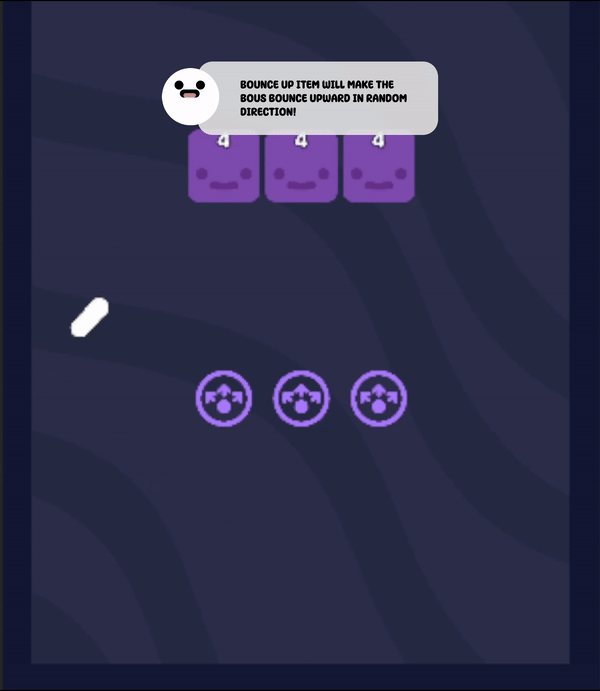 BOUNCE UP ITEM WILL MAKE THE
BOUS BOUNCE UPWARD IN RANDOM
DIRECTION!
4 4 4